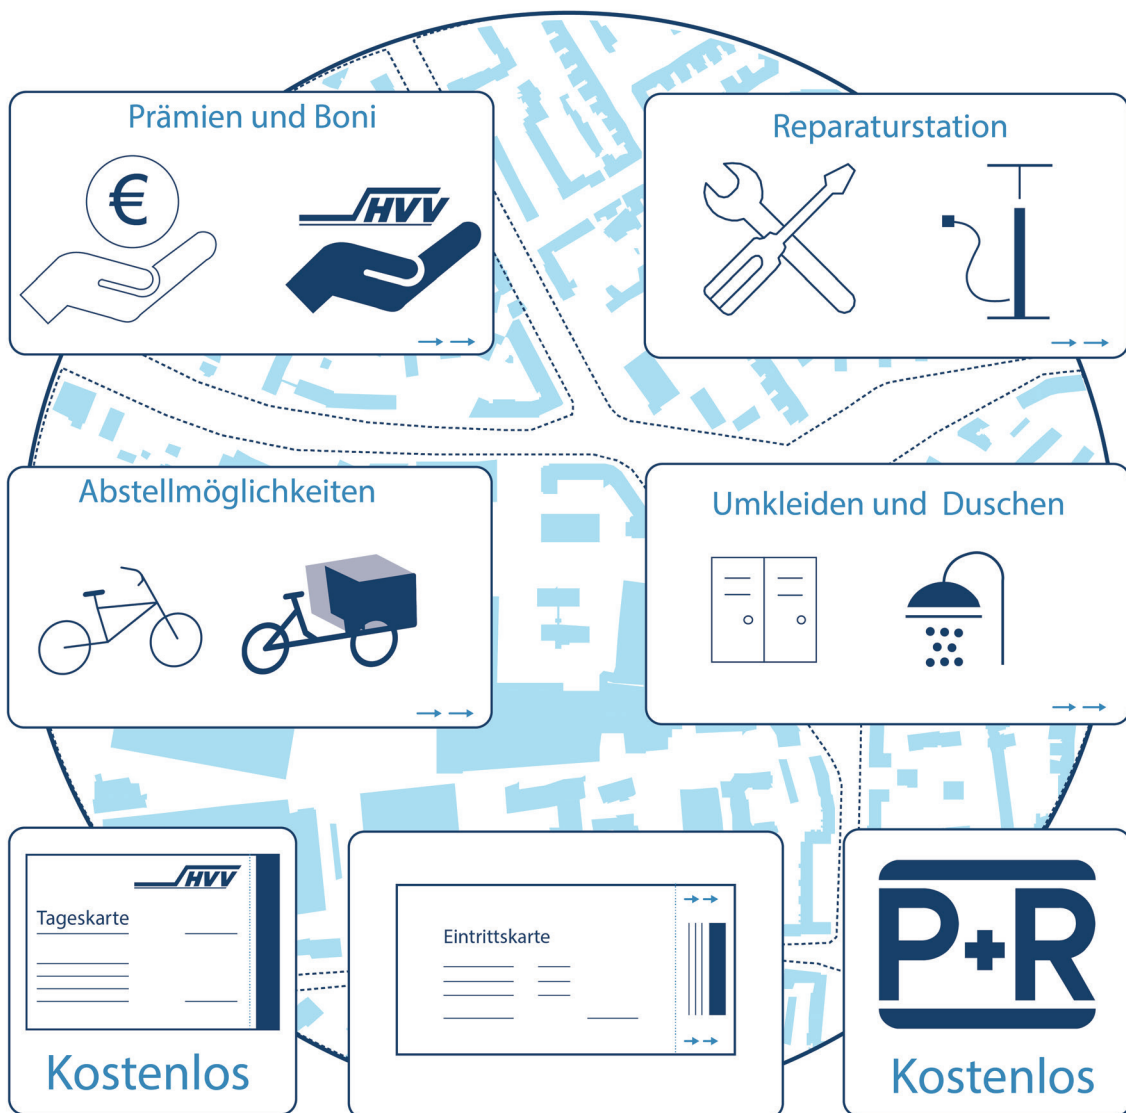 Prämien und Boni
€
HVV
Reparaturstation
Abstellmöglichkeiten
Umkleiden und Duschen
HVV
Tageskarte
Kostenlos
Eintrittskarte
P+R
Kostenlos